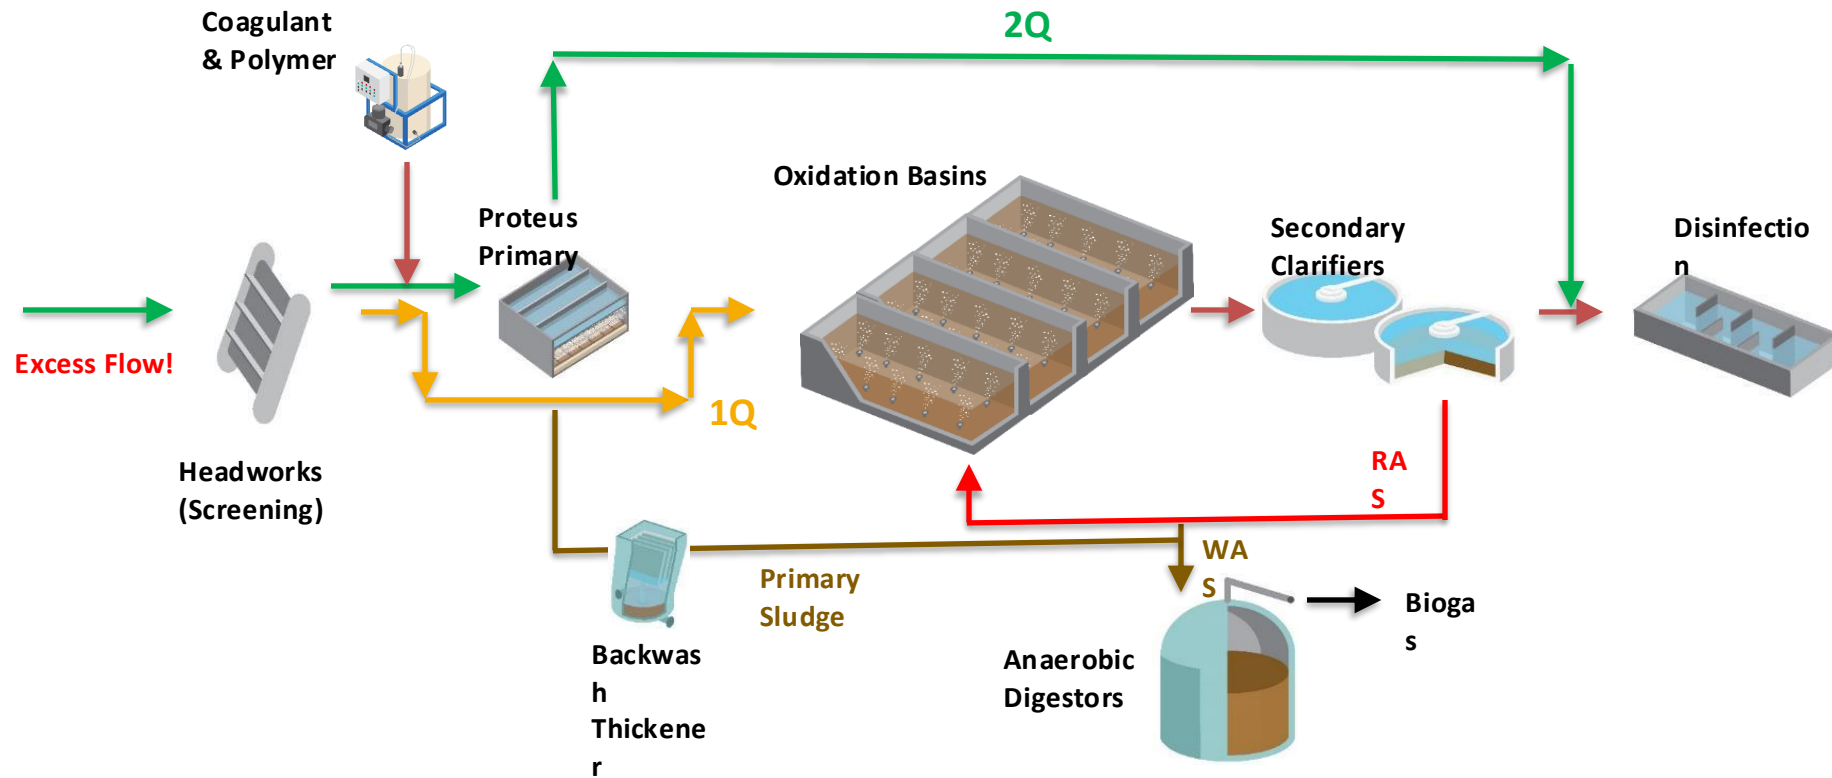 Coagulant
& Polymer
2Q
Oxidation Basins
Proteus
Primary
Secondary
Clarifiers
Disinfectio
n
Excess Flow!
1Q
Headworks
(Screening)
RA
S
WA
S
Primary
Sludge
Bioga
s
Backwas
h
Thickene
r
Anaerobic
Digestors